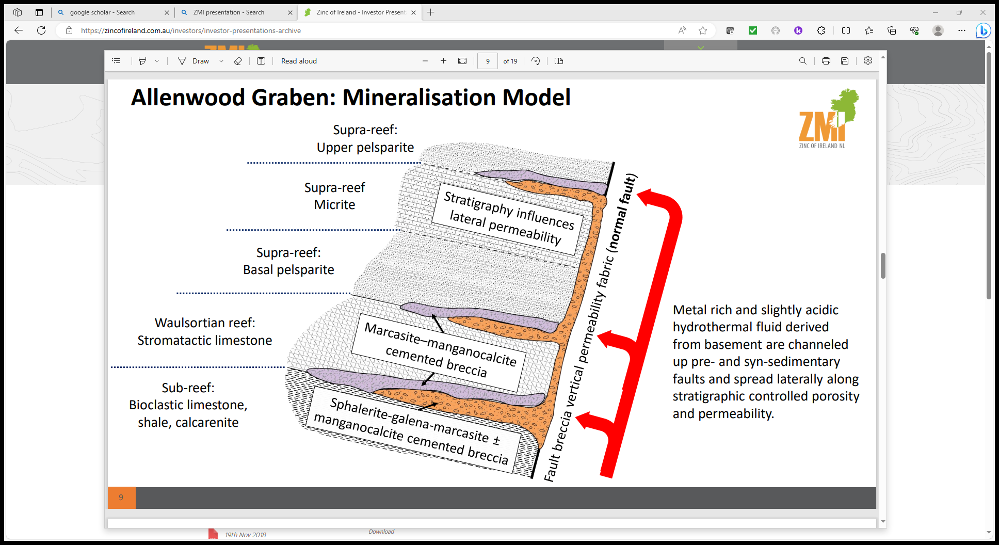 google scholar - Search
ZMI presentation - Search
Zinc of Ireland - Investor Present
https://zincofireland.com.au/investors/investor-presentations-archive
Draw
Read aloud
9
of 19
Allenwood Graben: Mineralisation Model
ZMI
ZINC OF IRELAND NL
Supra-reef:
Upper pelsparite
Supra-reef
Micrite
Supra-reef:
Basal pelsparite
Waulsortian reef:
Stromatactic limestone
Sub-reef:
Bioclastic limestone,
shale, calcarenite
Stratigraphy influences
lateral permeability
Marcasite–manganocalcite
cemented breccia
Sphalerite-galena-marcasite ±
manganocalcite cemented breccia
Fault breccia vertical permeability fabric (normal fault)
Metal rich and slightly acidic
hydrothermal fluid derived
from basement are channeled
up pre- and syn-sedimentary
faults and spread laterally along
stratigraphic controlled porosity
and permeability.
9
19th Nov 2018
Download